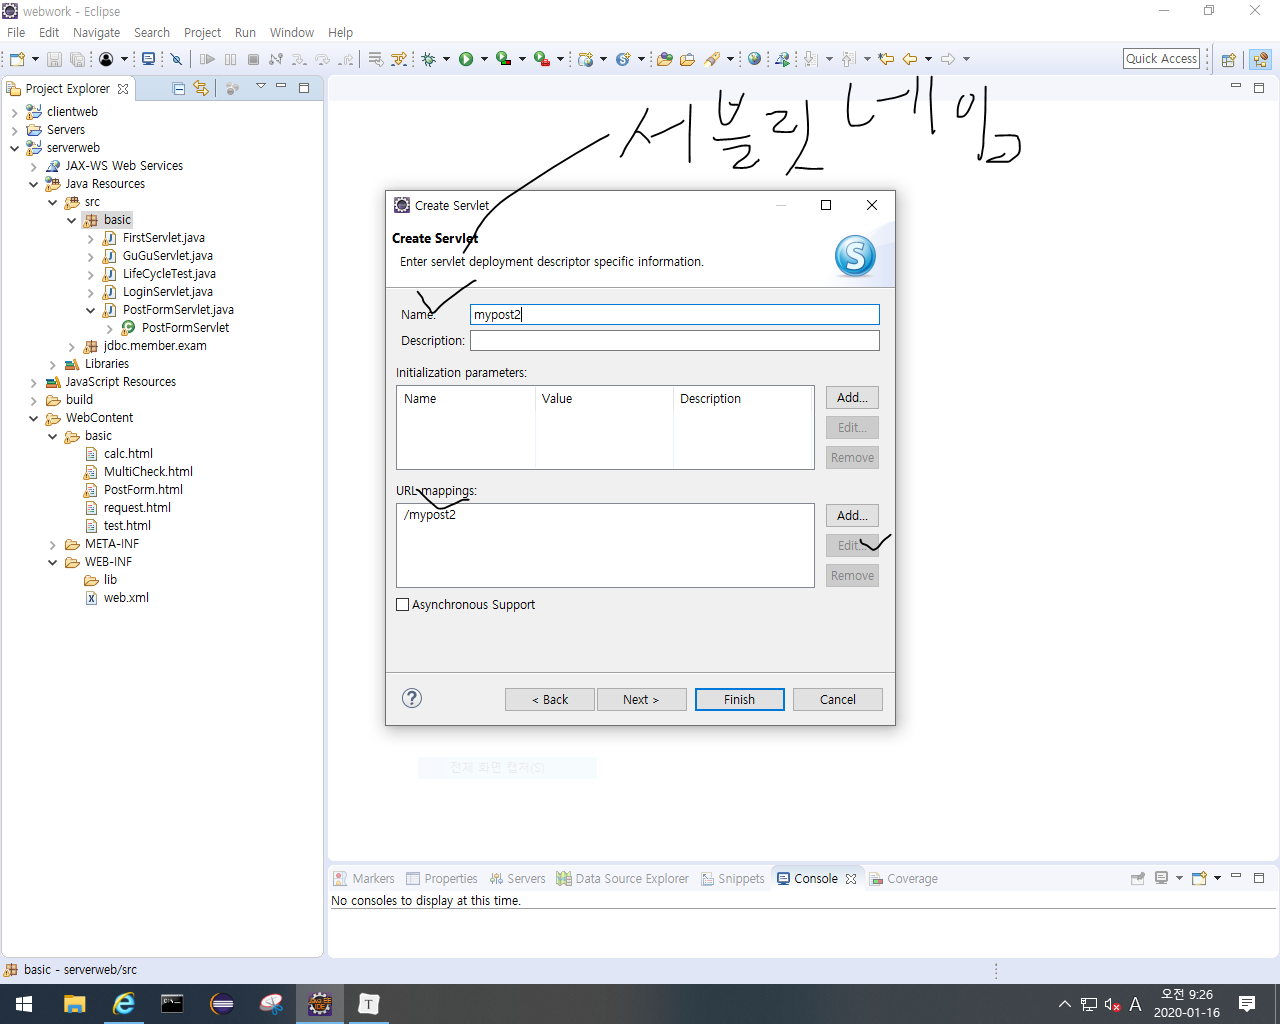 webwork - Eclipse
File Edit Navigate Search Project Run Window Help
Quick Access
Project Explorer
clientweb
Servers
serverweb
JAX-WS Web Services
Java Resources
src
basic
FirstServlet.java
GuGuServlet.java
LifeCycleTest.java
LoginServlet.java
PostFormServlet.java
PostFormServlet
jdbc.member.exam
Libraries
JavaScript Resources
build
WebContent
basic
calc.html
MultiCheck.html
PostForm.html
request.html
test.html
META-INF
WEB-INF
lib
web.xml
서블릿 네임
Create Servlet
Create Servlet
Enter servlet deployment descriptor specific information.
S
Name: mypost2
Description:
Initialization parameters:
Name Value Description
Add...
Edit...
Remove
URL mappings:
/mypost2
Add...
Edit...
Remove
Asynchronous Support
< Back Next > Finish Cancel
전체 화면 캡처(S)
Markers Properties Servers Data Source Explorer Snippets Console Coverage
No consoles to display at this time.
basic - serverweb/src
Java EE IDE
T
A
오전 9:26
2020-01-16